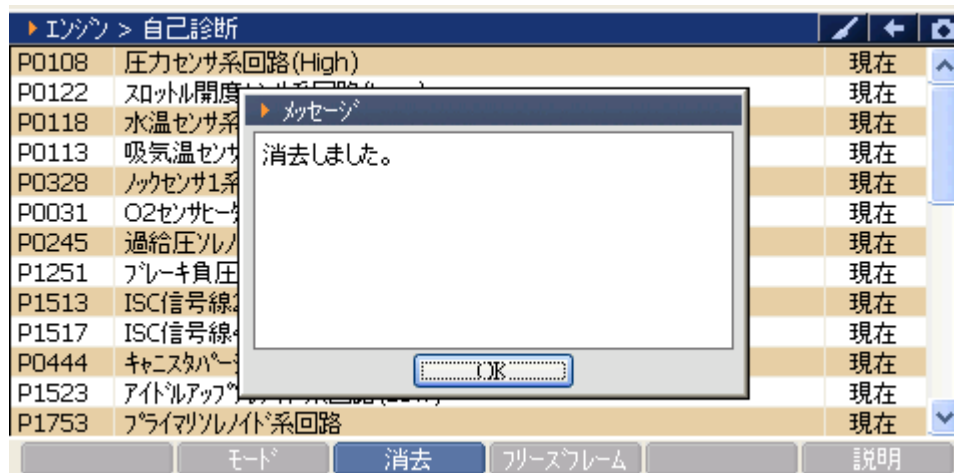 エンジン > 自己診断
P0108 圧力センサ系回路(High) 現在
P0122 スロットル開度 現在
P0118 水温センサ系 現在
P0113 吸気温センサ 現在
P0328 ノックセンサ1系 現在
P0031 O2センサヒータ 現在
P0245 過給圧ソレノ 現在
P1251 ブレーキ負圧 現在
P1513 ISC信号線 現在
P1517 ISC信号線 現在
P0444 キャニスタパージ 現在
P1523 アイドルアップ 現在
P1753 プライマリソレノイド系回路 現在
メッセージ
消去しました。
OK
モード 消去 フリーズフレーム 説明